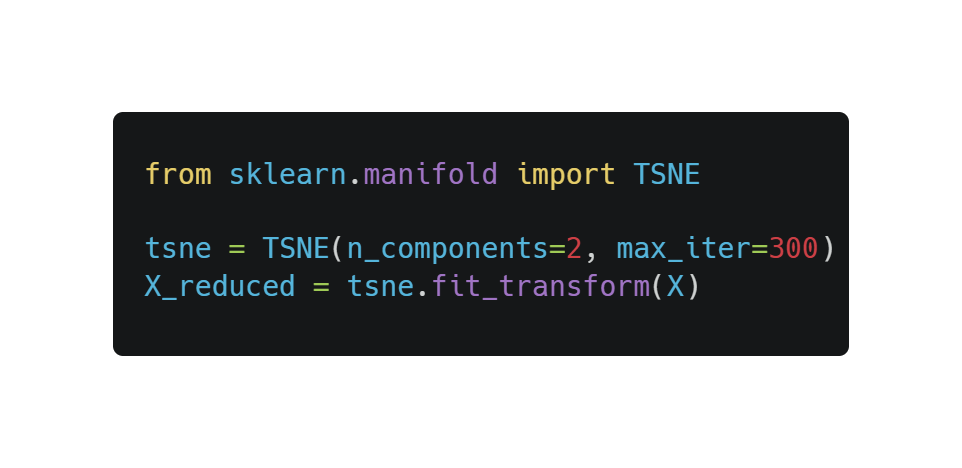 from sklearn.manifold import TSNE
tsne = TSNE(n_components=2, max_iter=300)
X_reduced = tsne.fit_transform(X)